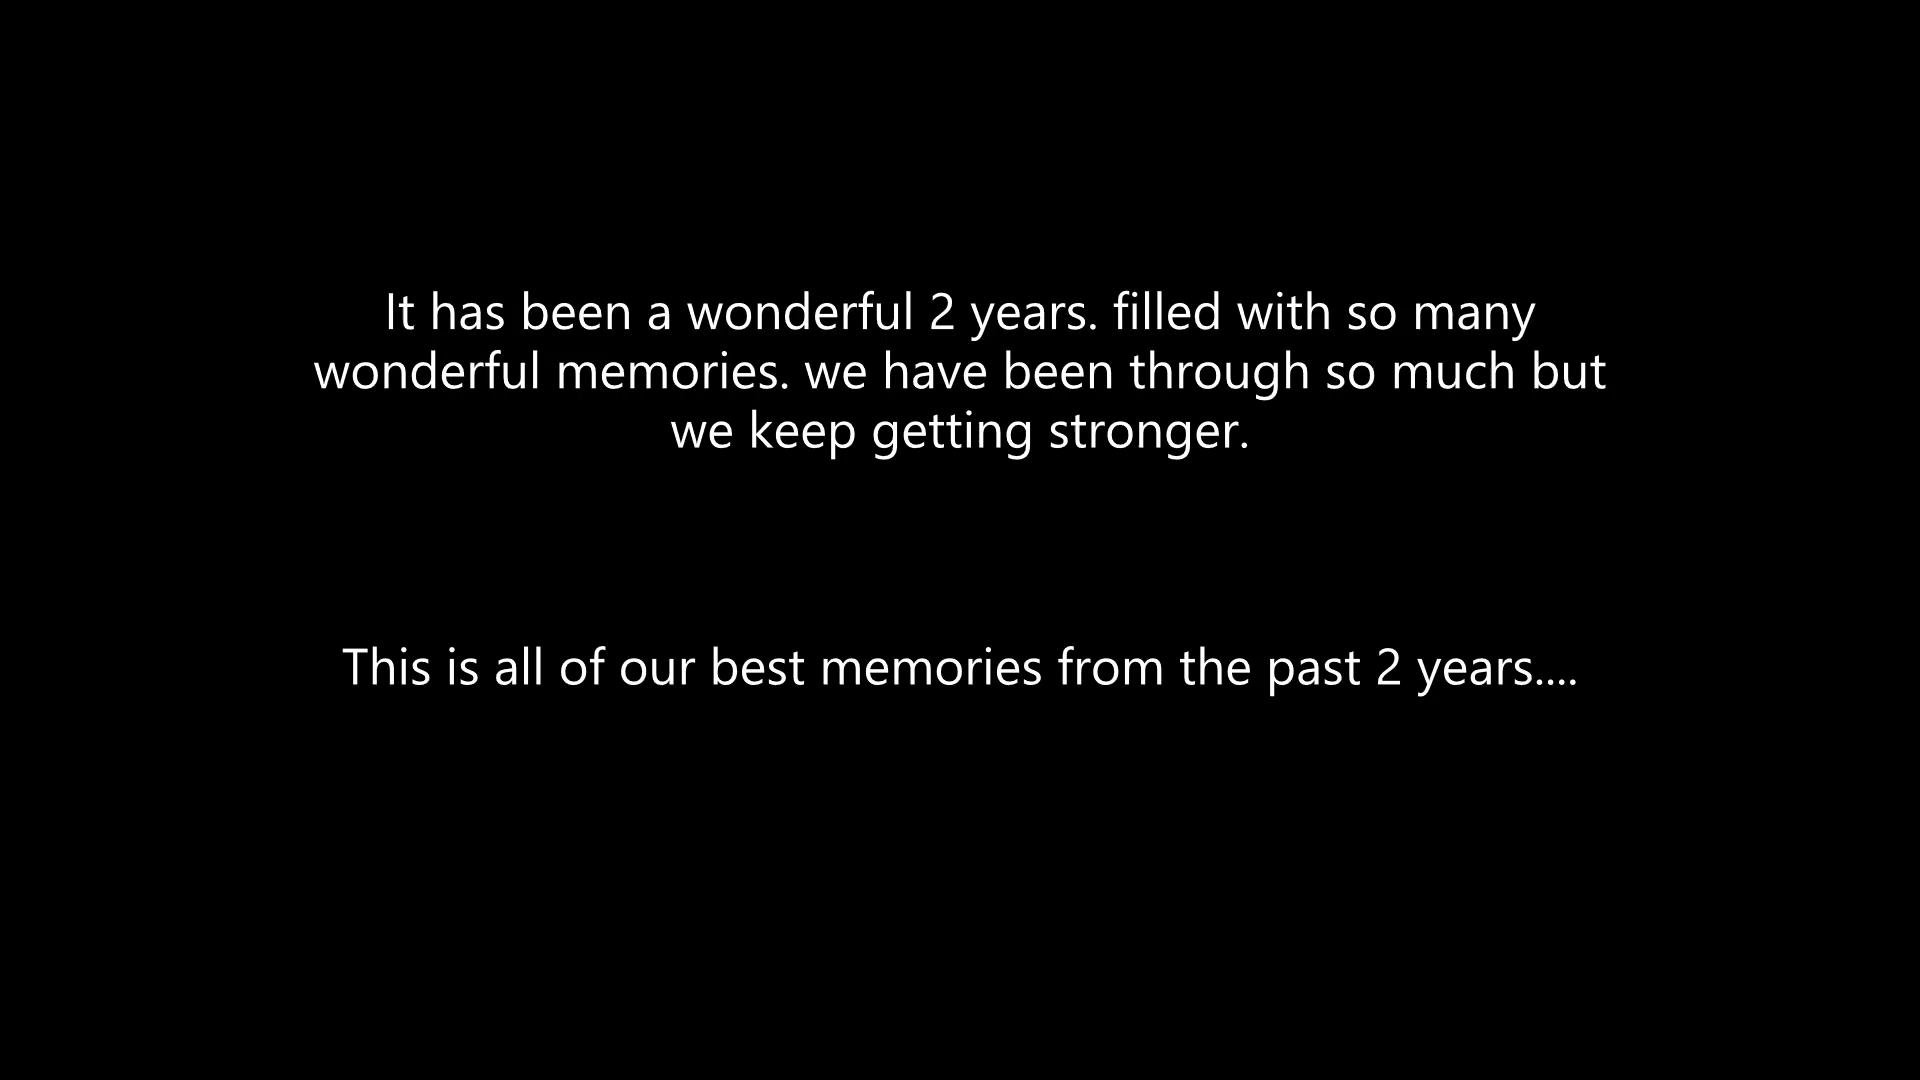 It has been a wonderful 2 years. filled with so many
wonderful memories. we have been through so much but
we keep getting stronger.
This is all of our best memories from the past 2 years....